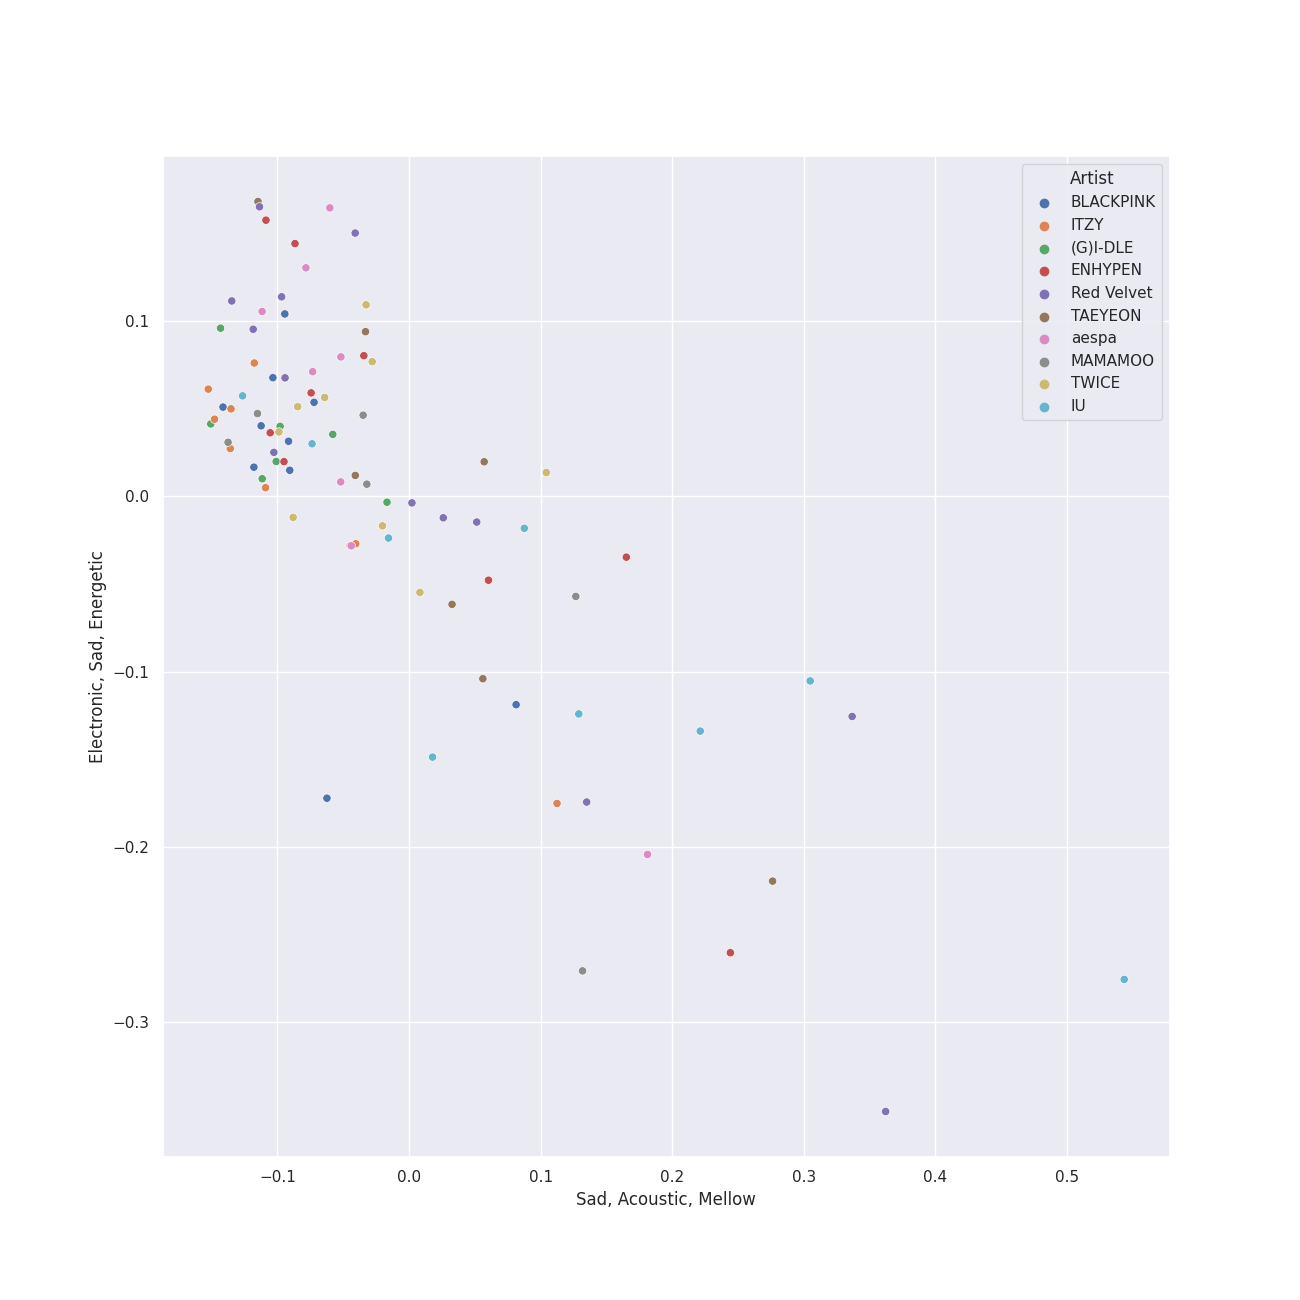 Artist
BLACKPINK
ITZY
(G)I-DLE
ENHYPEN
Red Velvet
TAEYEON
aespa
MAMAMOO
TWICE
IU
0.1
0.0
−0.1
−0.2
−0.3
Electronic, Sad, Energetic
−0.1 0.0 0.1 0.2 0.3 0.4 0.5
Sad, Acoustic, Mellow